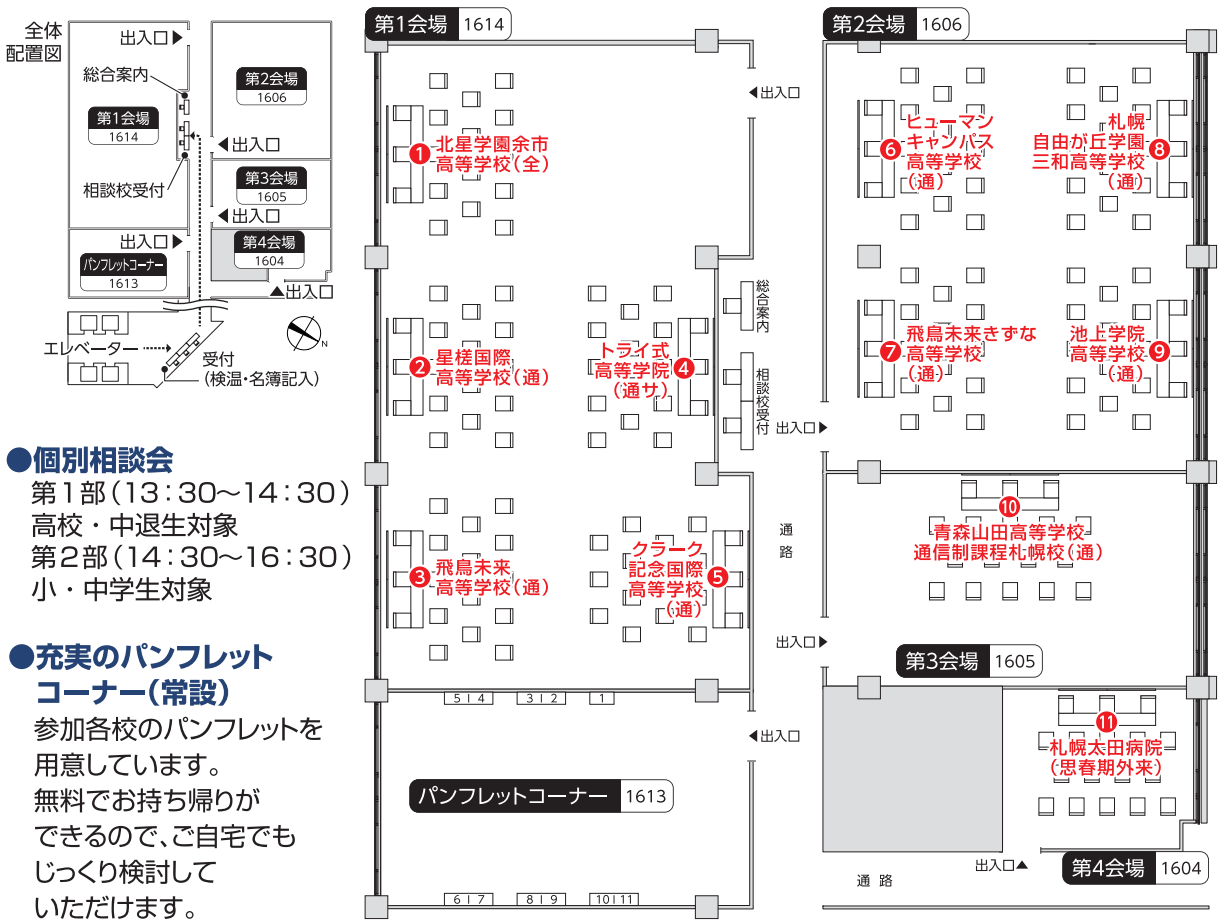 全体
配置図
出入口▶
総合案内
第1会場
1614
相談校受付
第2会場
1606
◀出入口
第3会場
1605
◀出入口
出入口▶
第4会場
1604
パンフレットコーナー
1613
▲出入口
エレベーター
受付
(検温・名簿記入)
N
●個別相談会
第1部(13:30〜14:30)
高校・中退生対象
第2部(14:30〜16:30)
小・中学生対象
●充実のパンフレット
コーナー(常設)
参加各校のパンフレットを
用意しています。
無料でお持ち帰りが
できるので、ご自宅でも
じっくり検討して
いただけます。
第1会場 1614
◀出入口
❶北星学園余市
高等学校(全)
総合案内
❷星槎国際
高等学校(通)
トライ式
高等学院❹
(通サ)
相談校受付
❸飛鳥未来
高等学校(通)
クラーク
記念国際❺
高等学校
(通)
5 4
3 2
1
◀出入口
パンフレットコーナー 1613
6 7
8 9
10 11
第2会場 1606
❻ヒューマン
キャンパス
高等学校
(通)
札幌
自由が丘学園❽
三和高等学校
(通)
❼飛鳥未来きずな
高等学校
(通)
池上学院
高等学校❾
(通)
出入口▶
通路
❿
青森山田高等学校
通信制課程札幌校(通)
出入口▶
第3会場 1605
⓫
札幌太田病院
(思春期外来)
出入口▲
第4会場 1604
通路